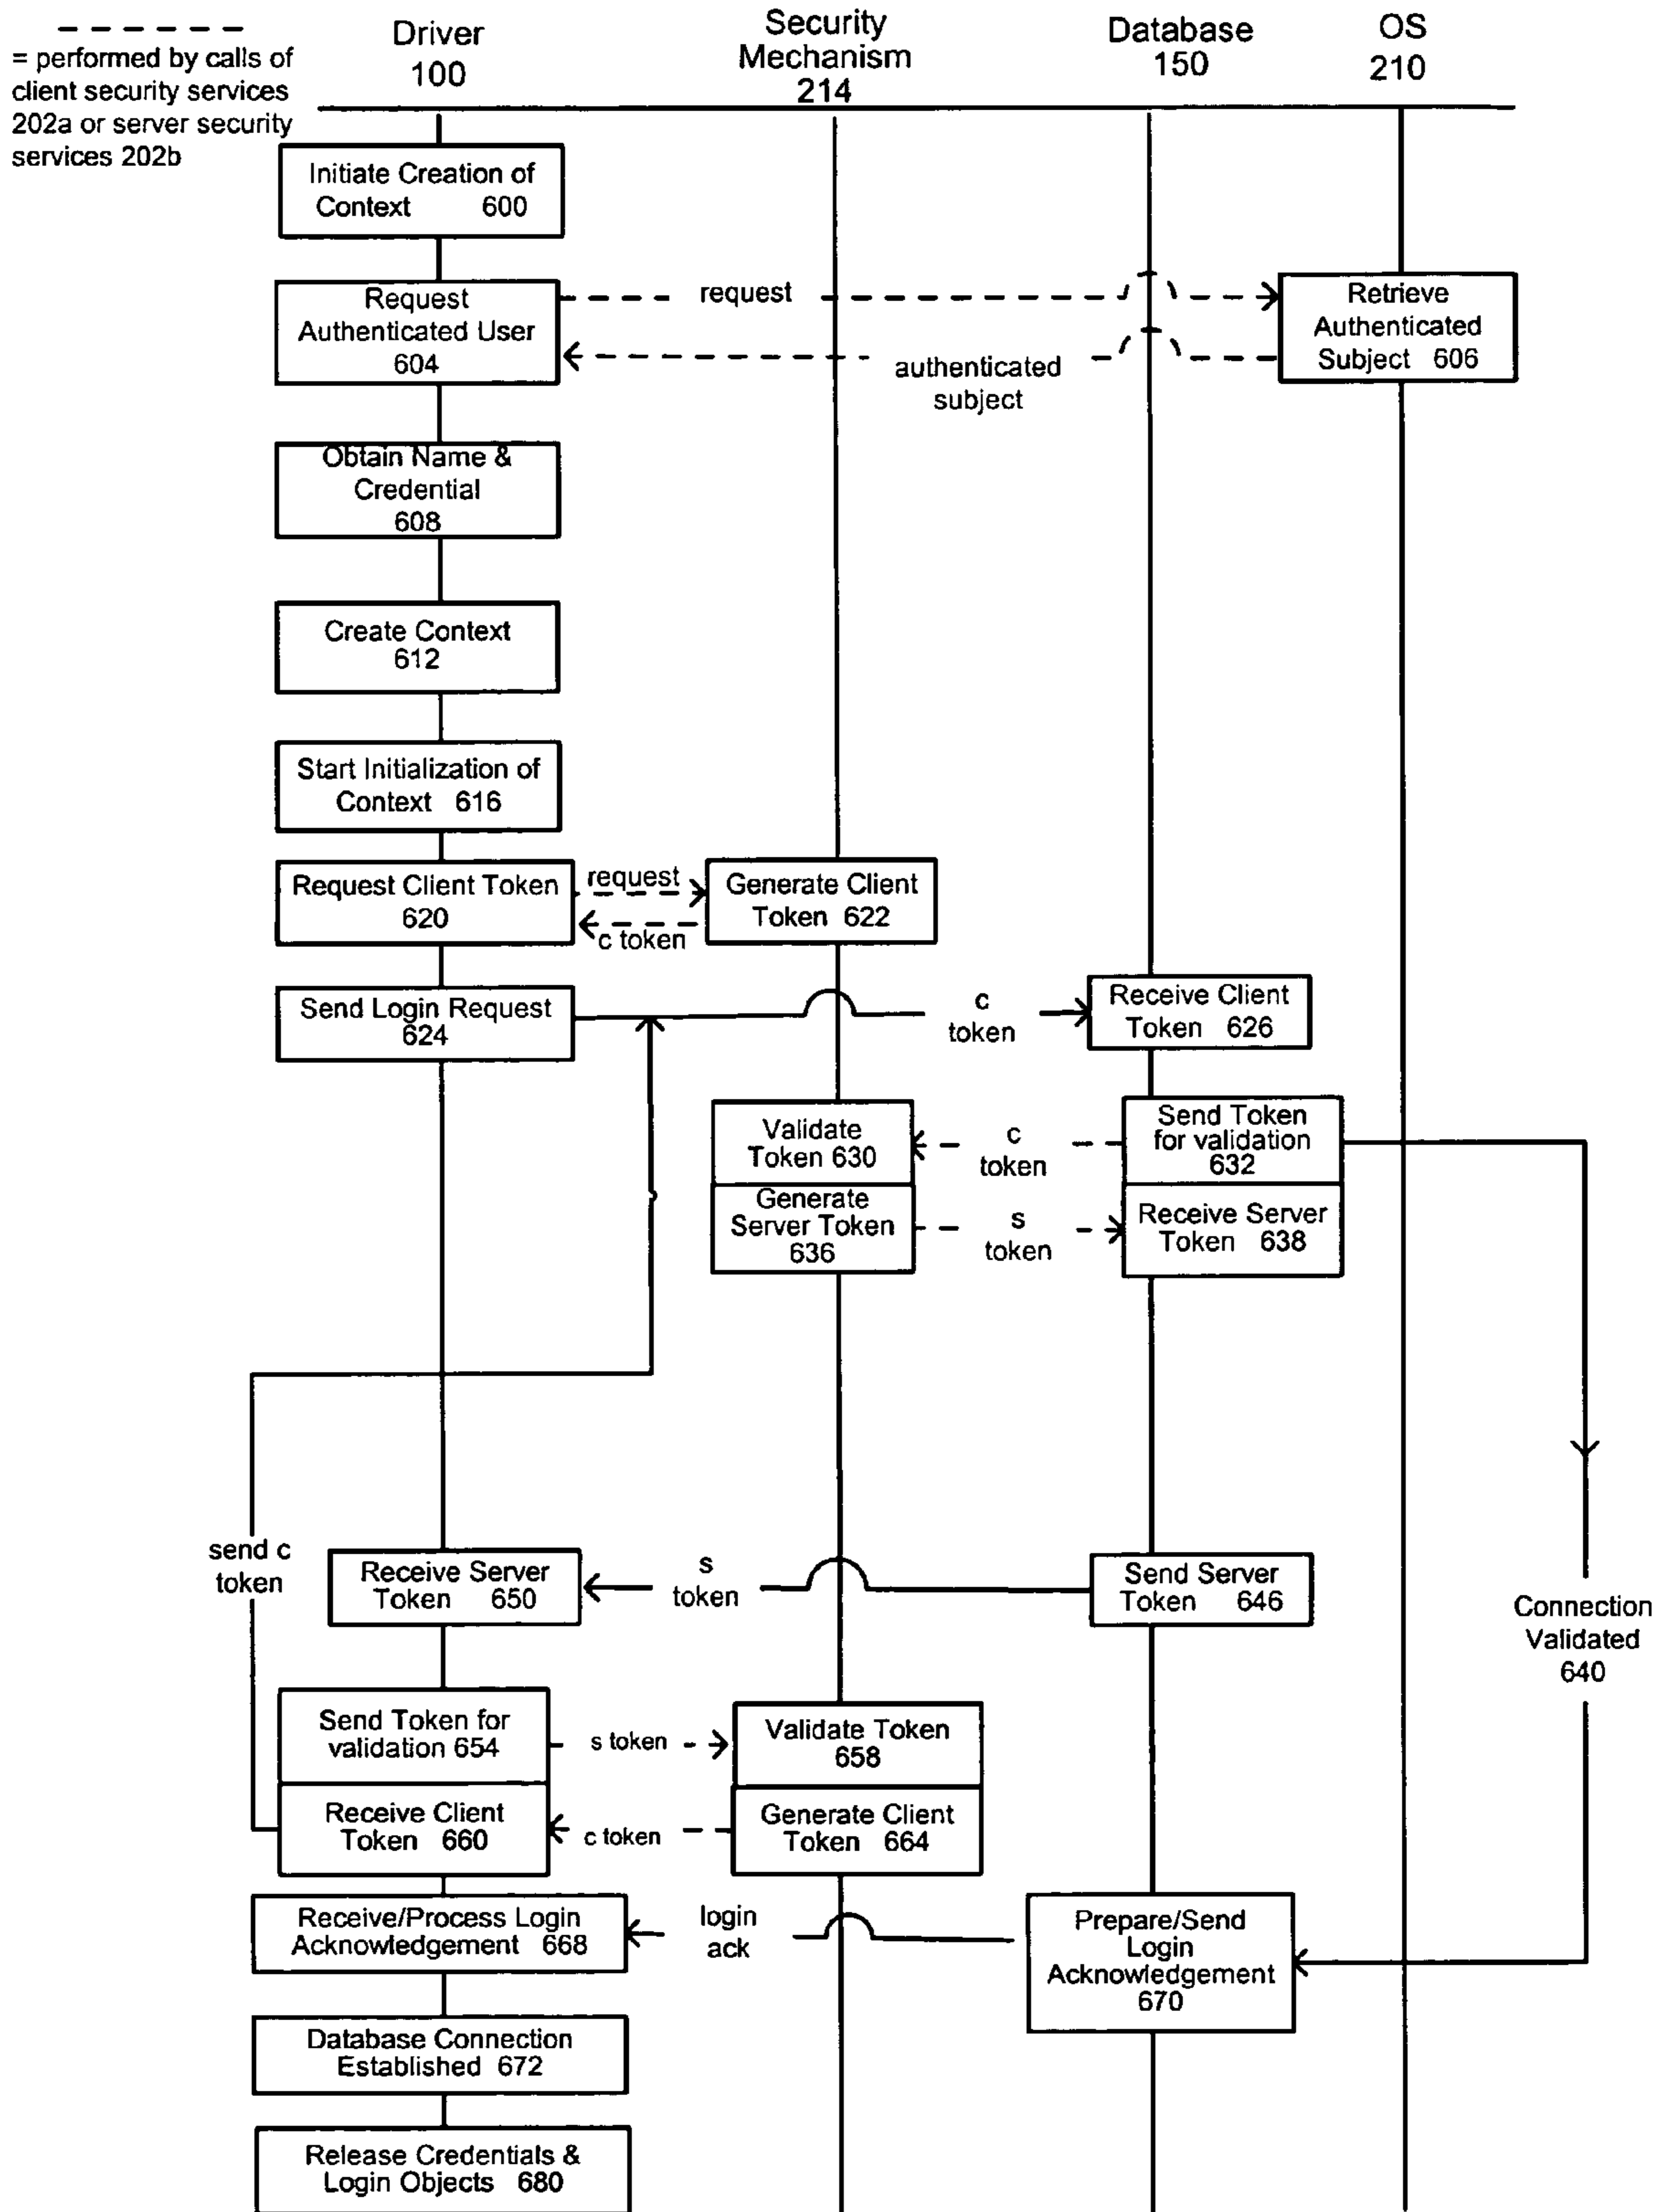 = performed by calls of
client security services
202a or server security
services 202b
Driver
100
Security
Mechanism
214
Database
150
OS
210
Initiate Creation of
Context 600
Request
Authenticated User
604
request
authenticated
subject
Retrieve
Authenticated
Subject 606
Obtain Name &
Credential
608
Create Context
612
Start Initialization of
Context 616
Request Client Token
620
request
c token
Generate Client
Token 622
Send Login Request
624
c
token
Receive Client
Token 626
Validate
Token 630
c
token
Send Token
for validation
632
Generate
Server Token
636
s
token
Receive Server
Token 638
send c
token
Receive Server
Token 650
s
token
Send Server
Token 646
Connection
Validated
640
Send Token for
validation 654
s token
Validate Token
658
Receive Client
Token 660
c token
Generate Client
Token 664
Receive/Process Login
Acknowledgement 668
login
ack
Prepare/Send
Login
Acknowledgement
670
Database Connection
Established 672
Release Credentials &
Login Objects 680